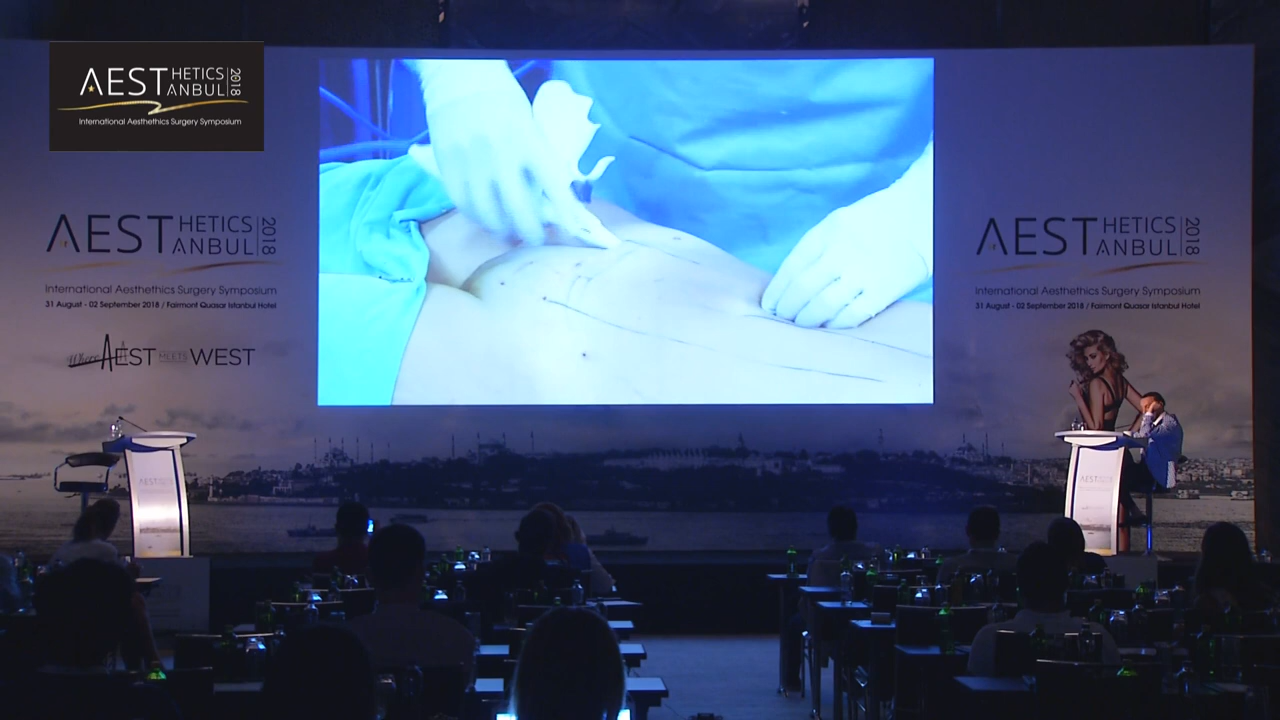 AESTHETICS
ANBUL 2018
International Aesthethics Surgery Symposium
AESTHETICS
ANBUL 2018
International Aesthethics Surgery Symposium
31 August - 02 September 2018 / Fairmont Quasar Istanbul Hotel
Where AEST MEETS WEST
AESTHETICS
ANBUL 2018
International Aesthethics Surgery Symposium
31 August - 02 September 2018 / Fairmont Quasar Istanbul Hotel